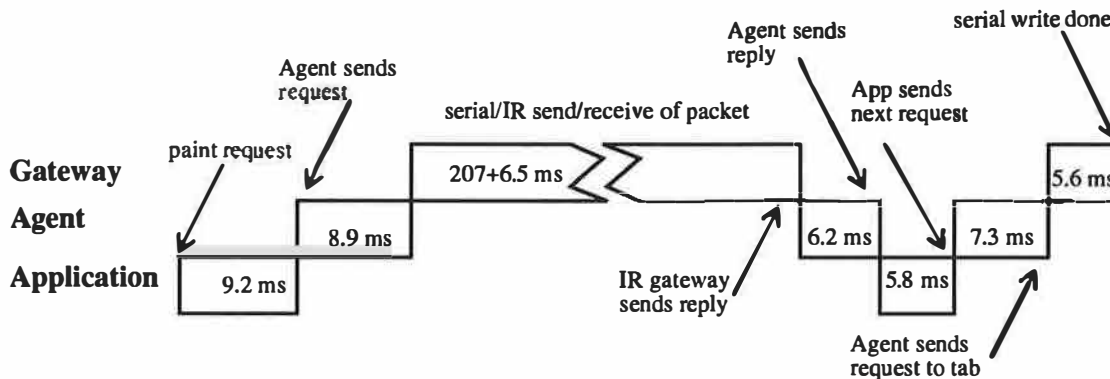 serial write done
Agent sends
reply
Agent sends
request
App sends
next request
serial/IR send/receive of packet
paint request
Gateway
207+6.5 ms
5.6 ms
Agent
8.9 ms
6.2 ms
7.3 ms
Application
9.2 ms
5.8 ms
IR gateway
sends reply
Agent sends
request to tab